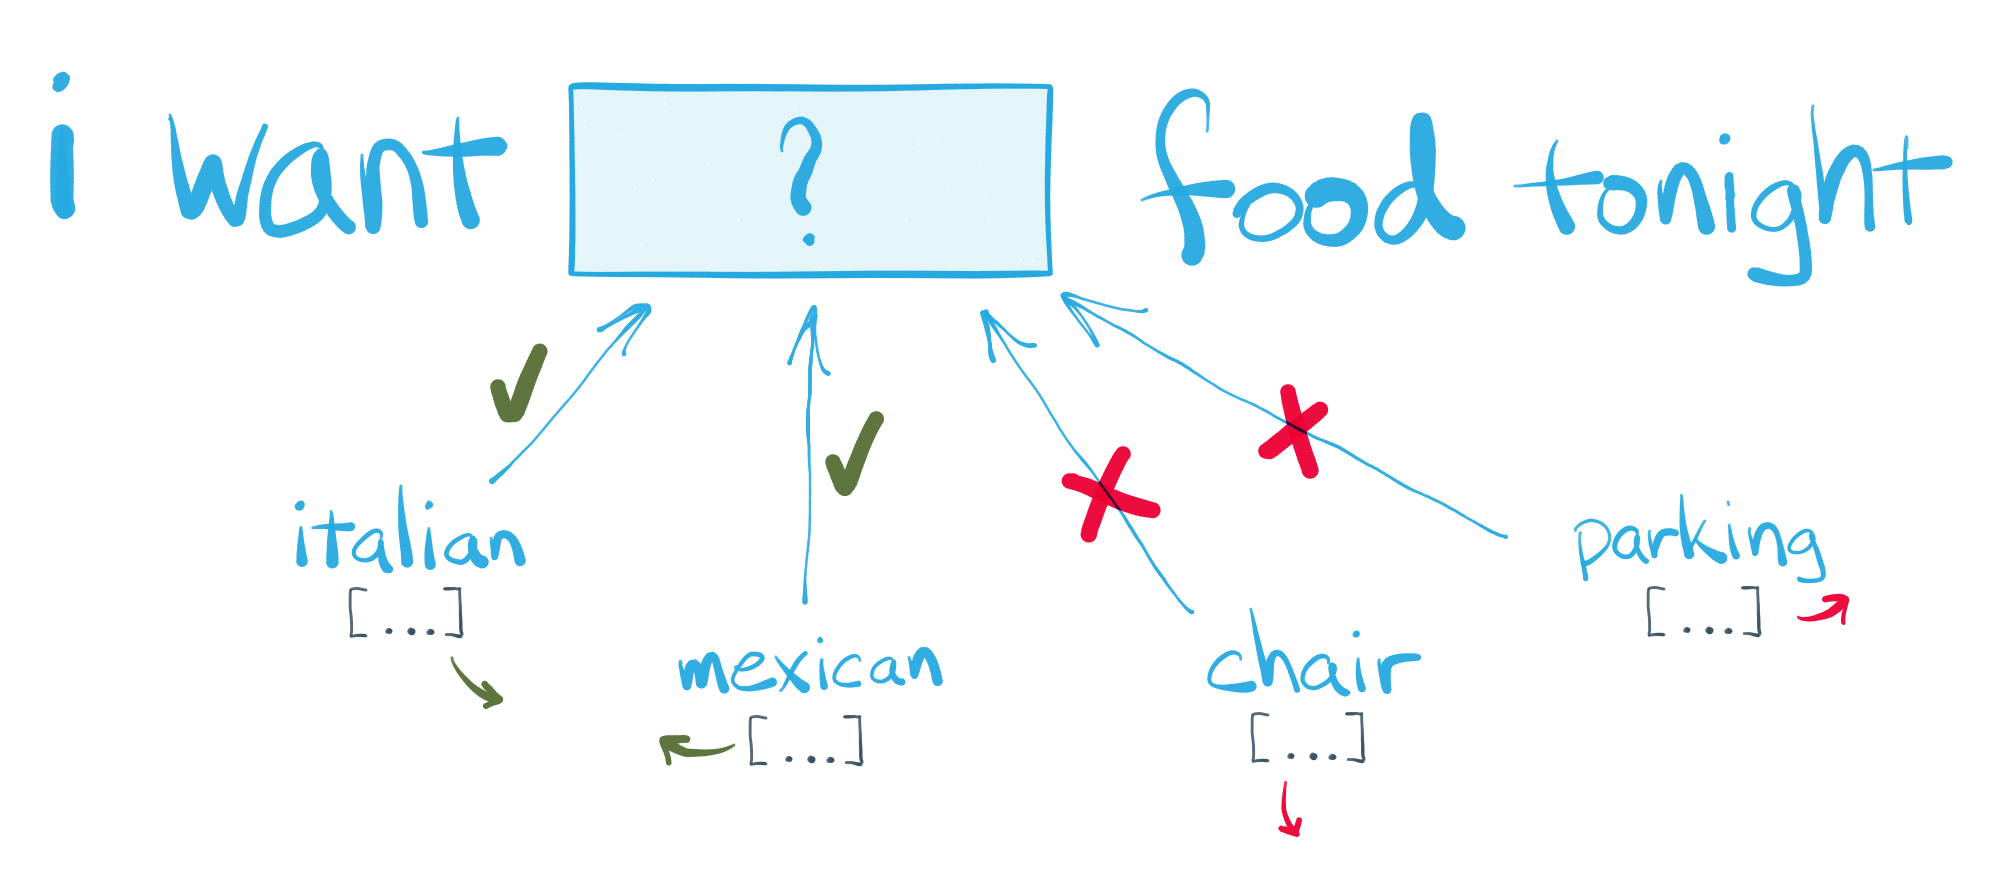 i want ? food tonight
italian
[...]
mexican
[...]
chair
[...]
parking
[...]